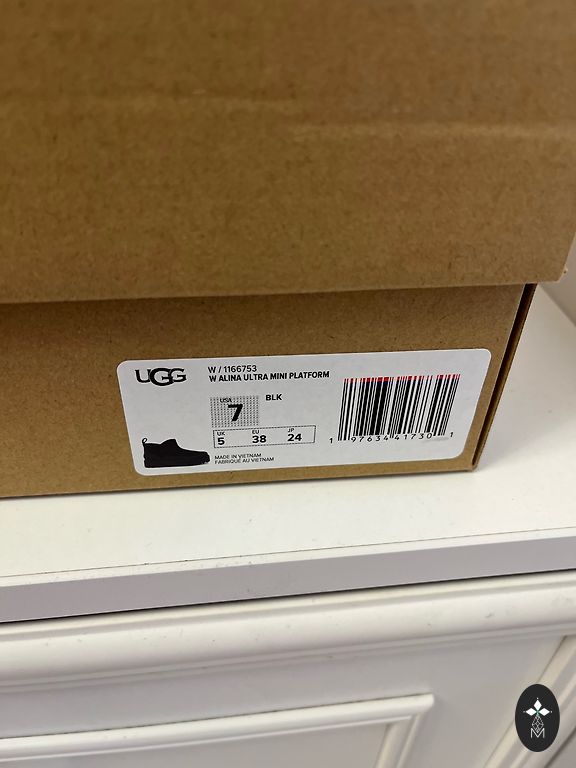 UGG
W / 1166753
W ALINA ULTRA MINI PLATFORM
USA
7
BLK
UK EU JP
5 38 24
MADE IN VIETNAM
FABRIQUÉ AU VIETNAM
1 97634 41730 1
M